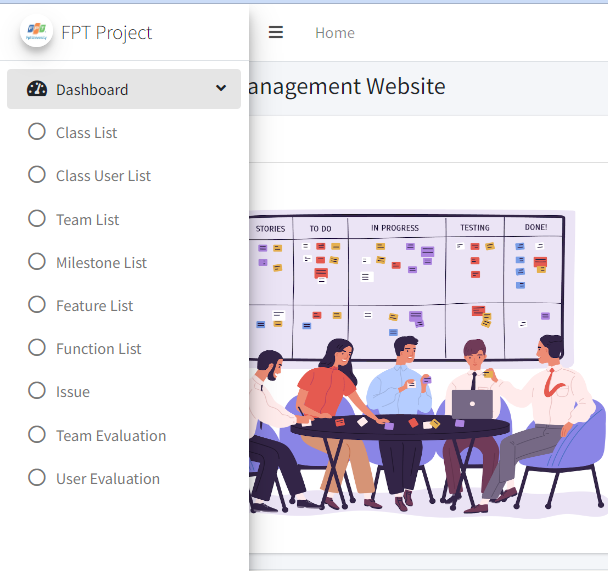 FPT Project
Home
Dashboard
anagement Website
Class List
Class User List
Team List
Milestone List
Feature List
Function List
Issue
Team Evaluation
User Evaluation
STORIES
TO DO
IN PROGRESS
TESTING
DONE!